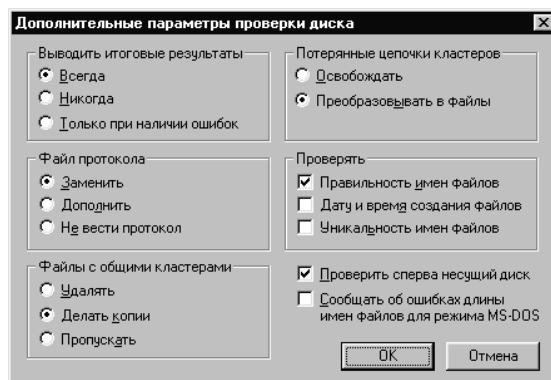 Дополнительные параметры проверки диска
Выводить итоговые результаты
Всегда
Никогда
Только при наличии ошибок
Файл протокола
Заменить
Дополнить
Не вести протокол
Файлы с общими кластерами
Удалять
Делать копии
Пропускать
Потерянные цепочки кластеров
Освобождать
Преобразовывать в файлы
Проверять
Правильность имен файлов
Дату и время создания файлов
Уникальность имен файлов
Проверить сперва несущий диск
Сообщать об ошибках длины
имен файлов для режима MS-DOS
OK
Отмена